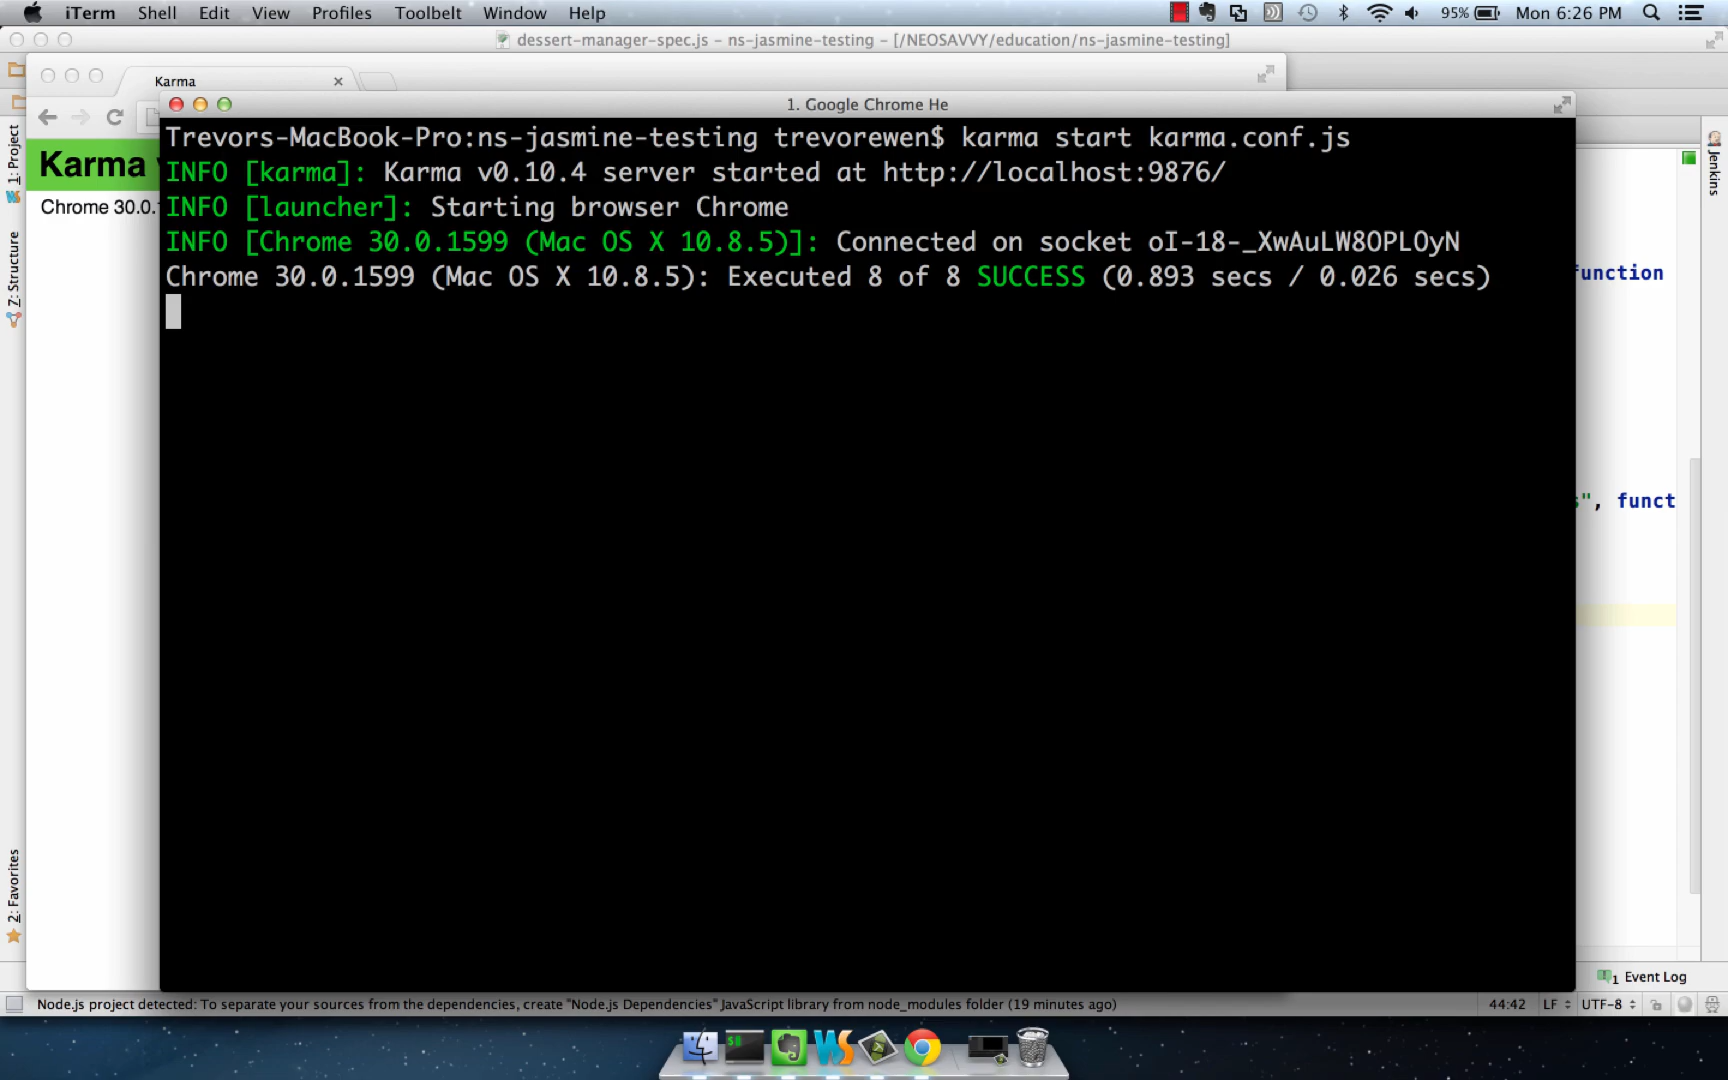 iTerm Shell Edit View Profiles Toolbelt Window Help 95% Mon 6:26 PM
dessert-manager-spec.js – ns-jasmine-testing – [/NEOSAVVY/education/ns-jasmine-testing]
Karma
1. Google Chrome He
Karma
Chrome 30.0.
Trevors-MacBook-Pro:ns-jasmine-testing trevorewen$ karma start karma.conf.js
INFO [karma]: Karma v0.10.4 server started at http://localhost:9876/
INFO [launcher]: Starting browser Chrome
INFO [Chrome 30.0.1599 (Mac OS X 10.8.5)]: Connected on socket oI-18-_XwAuLW8OPLOyN
Chrome 30.0.1599 (Mac OS X 10.8.5): Executed 8 of 8 SUCCESS (0.893 secs / 0.026 secs)
1: Project
Z: Structure
2: Favorites
Jenkins
function
", funct
1 Event Log
Node.js project detected: To separate your sources from the dependencies, create "Node.js Dependencies" JavaScript library from node_modules folder (19 minutes ago) 44:42 LF UTF-8